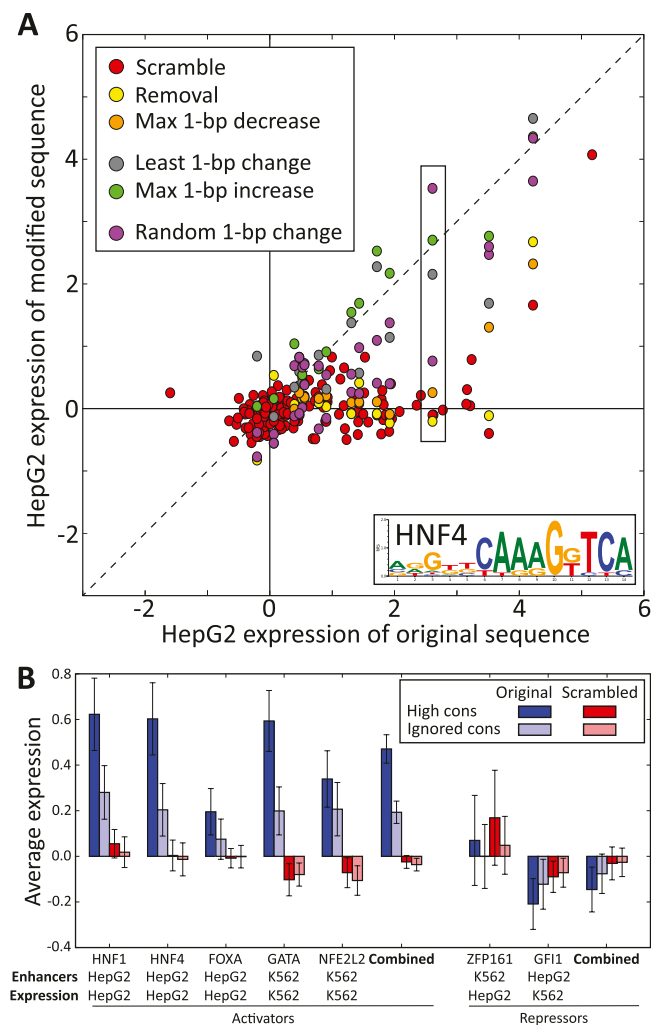 A
HepG2 expression of modified sequence
6
4
2
0
-2
-2
0
2
4
6
HepG2 expression of original sequence
Scramble
Removal
Max 1-bp decrease
Least 1-bp change
Max 1-bp increase
Random 1-bp change
HNF4
CAAAGGTCA
B
Average expression
0.8
0.6
0.4
0.2
0.0
-0.2
-0.4
Original Scrambled
High cons
Ignored cons
HNF1 HNF4 FOXA GATA NFE2L2 Combined ZFP161 GFI1 Combined
Enhancers HepG2 HepG2 HepG2 K562 K562 K562 HepG2
Expression HepG2 HepG2 HepG2 K562 K562 HepG2 K562
Activators Repressors